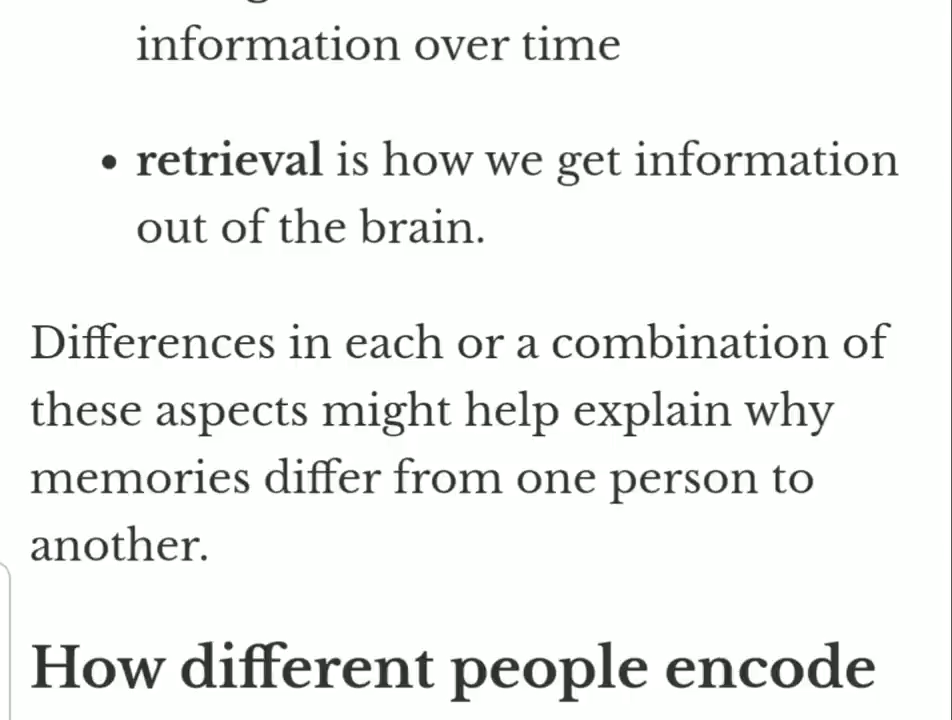 information over time
• retrieval is how we get information
out of the brain.
Differences in each or a combination of
these aspects might help explain why
memories differ from one person to
another.
How different people encode